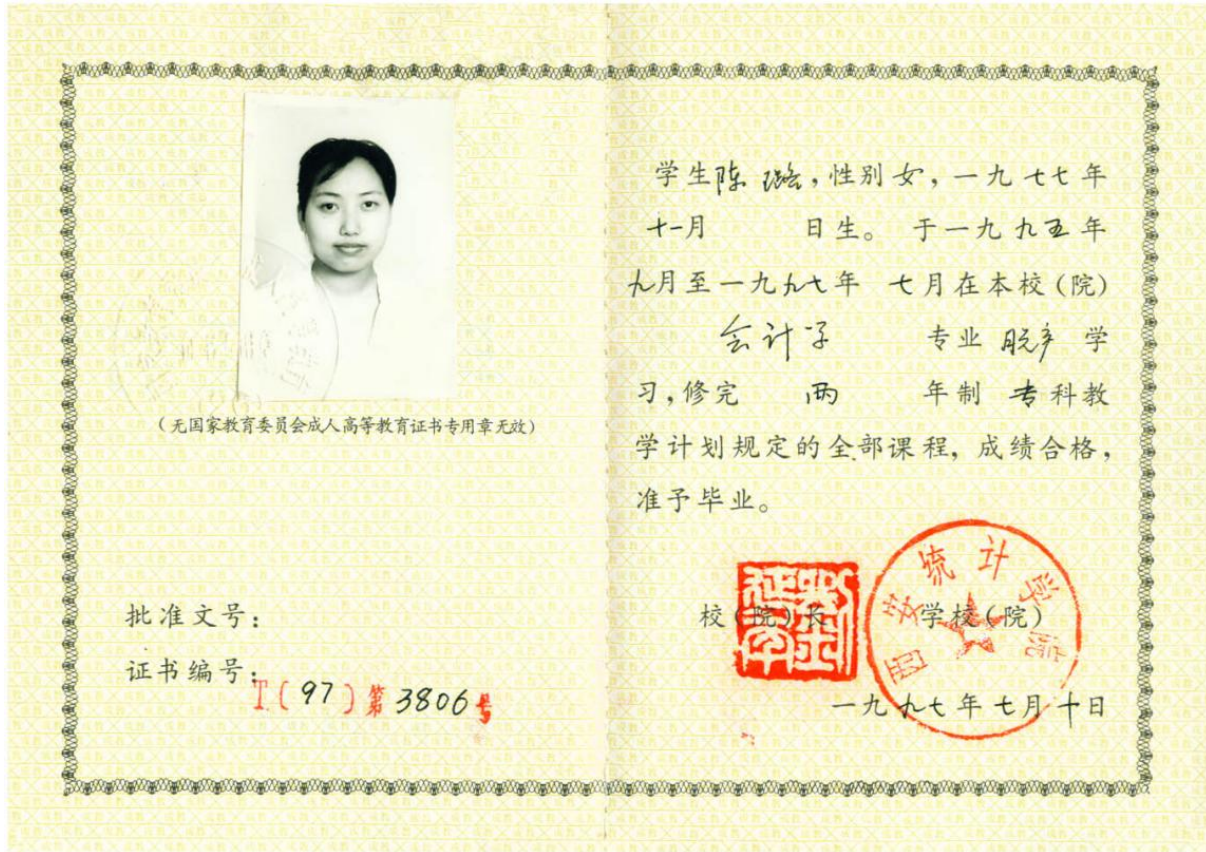 (无国家教育委员会成人高等教育证书专用章无效)
批准文号:
证书编号:
T.(97)第3806号
学生陈璐,性别女,一九七七年
十一月 日生。于一九九五年
九月至一九九七年 七月在本校(院)
会计学 专业 脱产 学
习,修完 两 年制 专科教
学计划规定的全部课程,成绩合格,
准予毕业。
校(院)长 学校(院)
西安统计学院
一九九七年七月十日